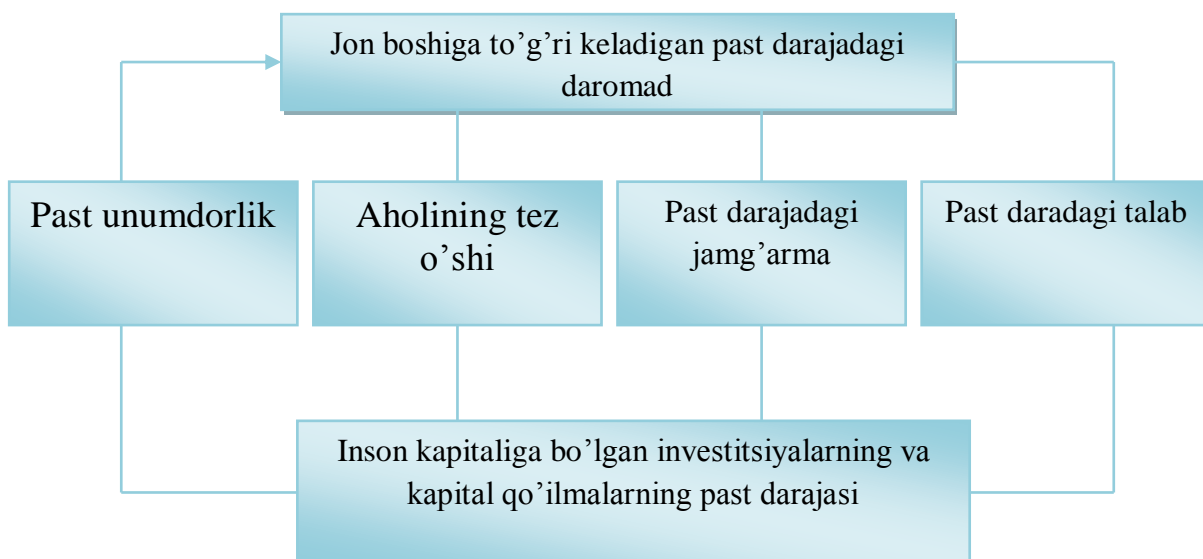 Jon boshiga to’g’ri keladigan past darajadagi
daromad
Past unumdorlik
Aholining tez
o’shi
Past darajadagi
jamg’arma
Past daradagi talab
Inson kapitaliga bo’lgan investitsiyalarning va
kapital qo’ilmalarning past darajasi